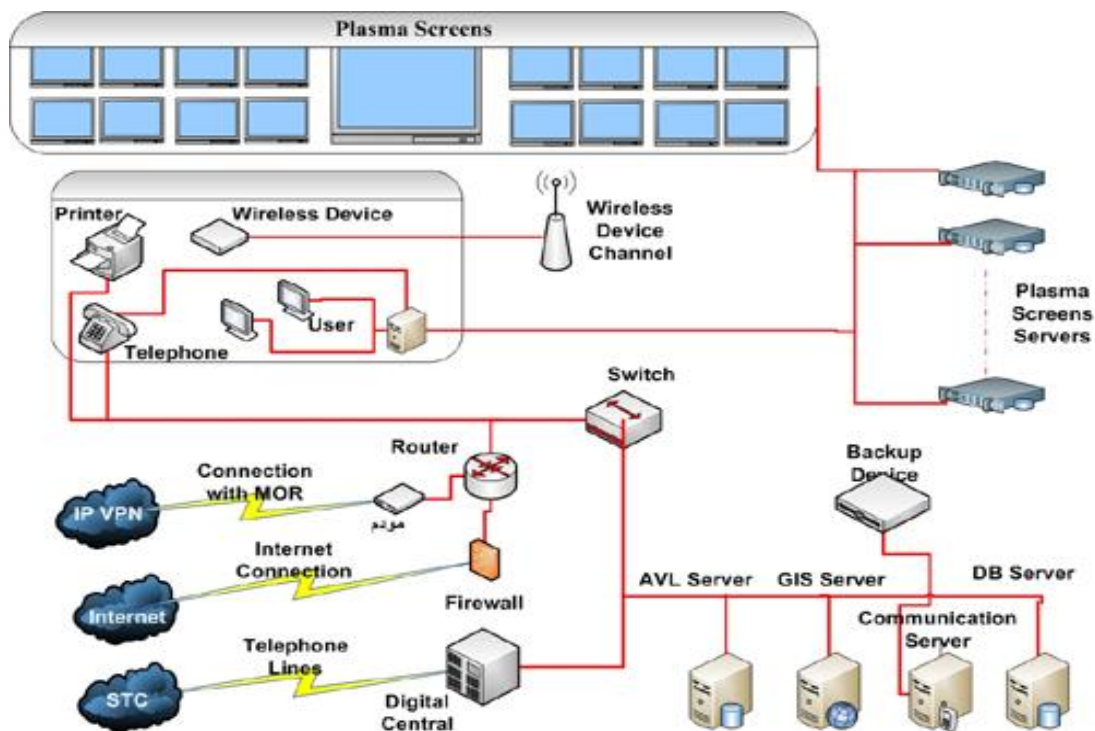 Plasma Screens
Printer
Wireless Device
Wireless
Device
Channel
User
Telephone
Plasma
Screens
Servers
Switch
Router
Backup
Device
Connection
with MOR
IP VPN
مودم
Internet
Connection
Internet
Firewall
AVL Server
GIS Server
DB Server
Communication
Server
Telephone
Lines
STC
Digital
Central